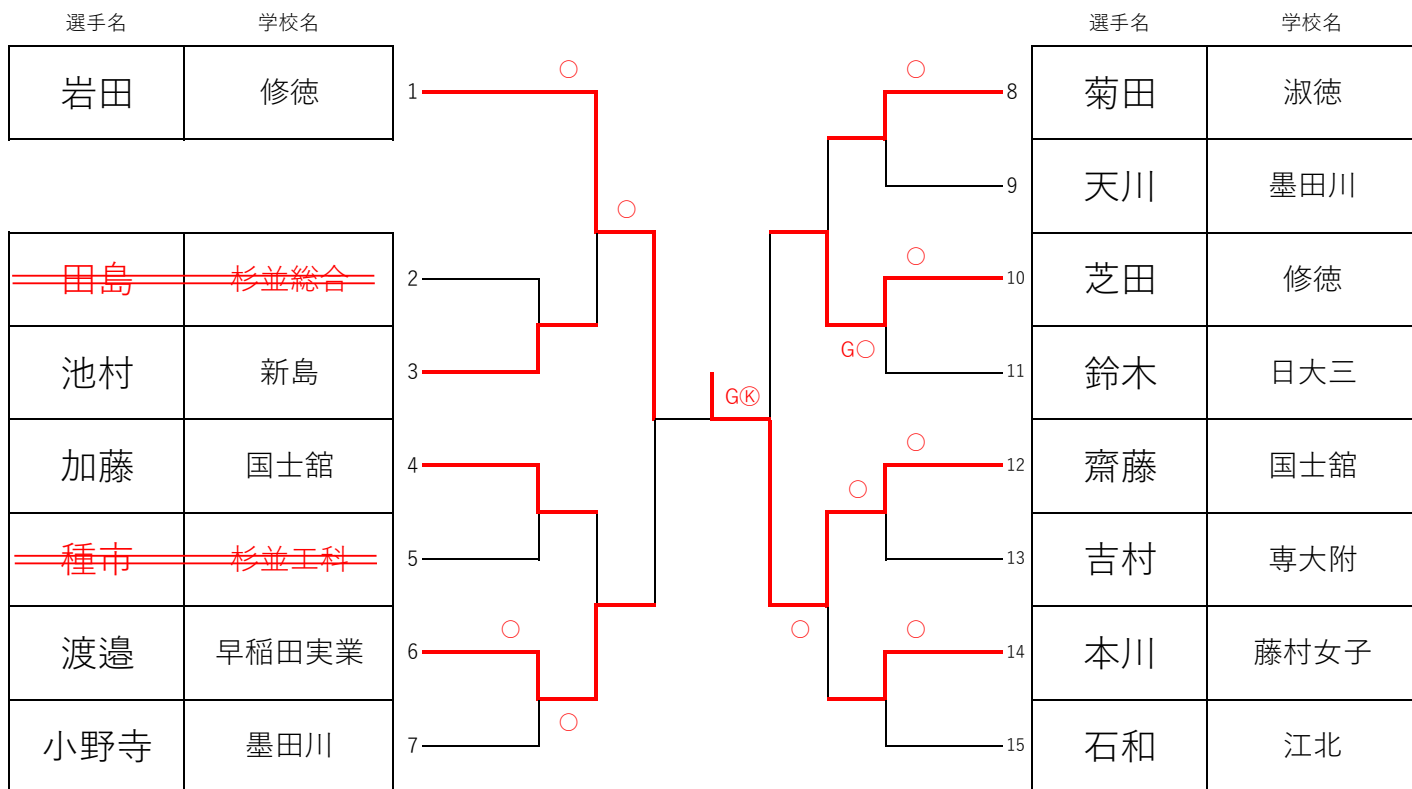 選手名 学校名 選手名 学校名
○ ○
岩田 修徳 1 8 菊田 淑徳
9 天川 墨田川
○
田島 杉並総合 2 ○ 10 芝田 修徳
G○
池村 新島 3 11 鈴木 日大三
GⓀ
○
加藤 国士舘 4 12 齋藤 国士舘
○
種市 杉並工科 5 13 吉村 専大附
○ ○ ○
渡邉 早稲田実業 6 14 本川 藤村女子
○
小野寺 墨田川 7 15 石和 江北